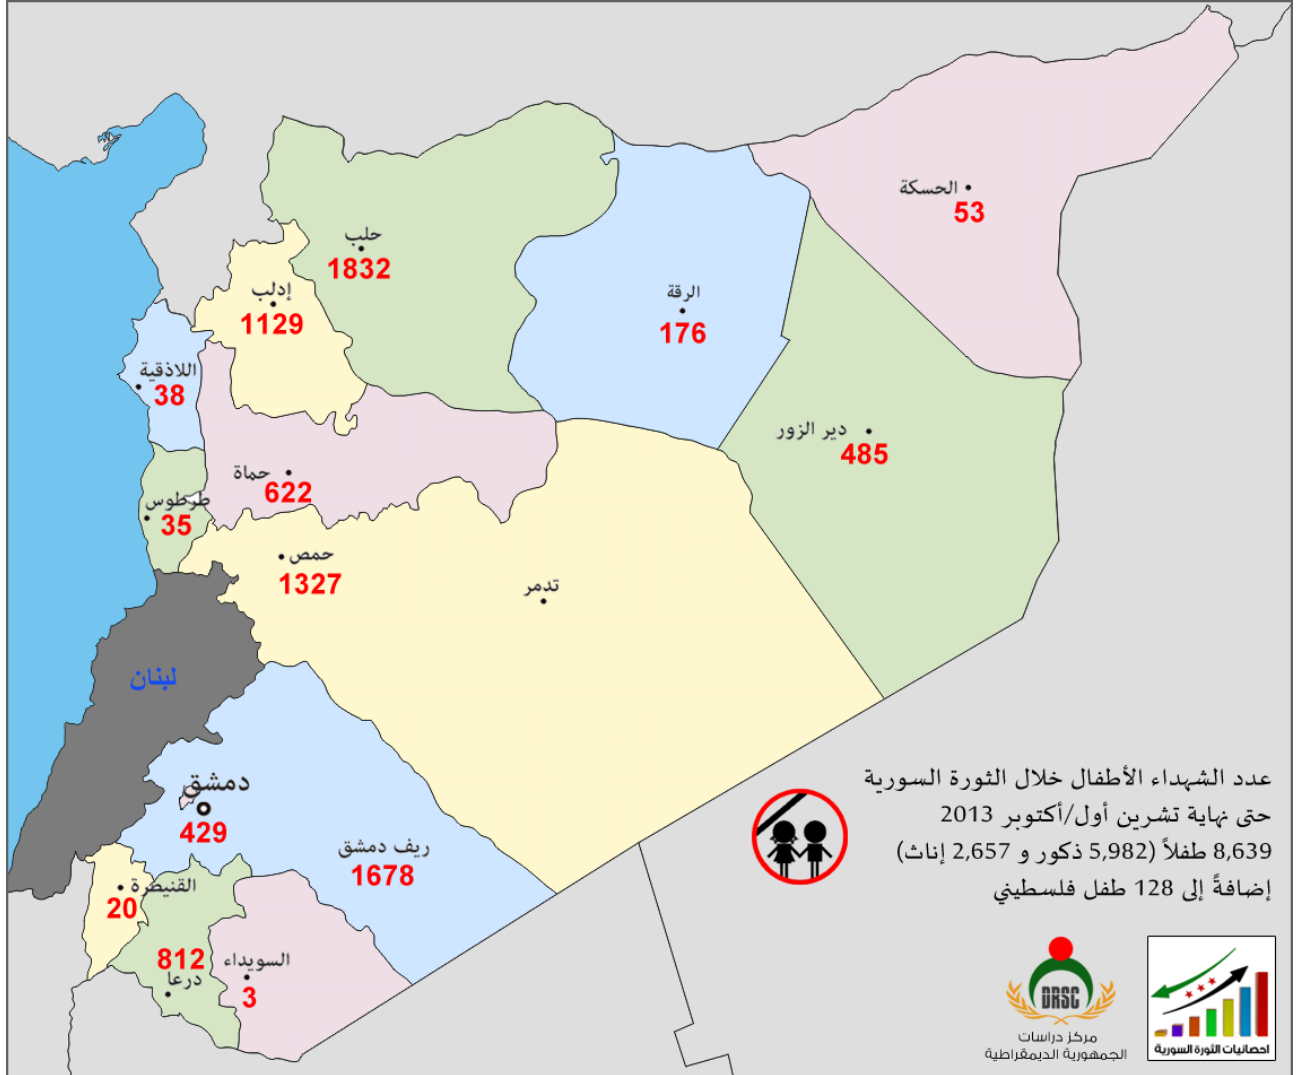 الحسكة
53
حلب
1832
إدلب
1129
الرقة
176
اللاذقية
38
دير الزور
485
حماة
622
طرطوس
35
حمص
1327
تدمر
لبنان
دمشق
429
ريف دمشق
1678
القنيطرة
20
812
درعا
السويداء
3
عدد الشهداء الأطفال خلال الثورة السورية
حتى نهاية تشرين أول/أكتوبر 2013
8,639 طفلاً (5,982 ذكور و 2,657 إناث)
إضافةً إلى 128 طفل فلسطيني
DRSC
مركز دراسات
الجمهورية الديمقراطية
احصائيات الثورة السورية